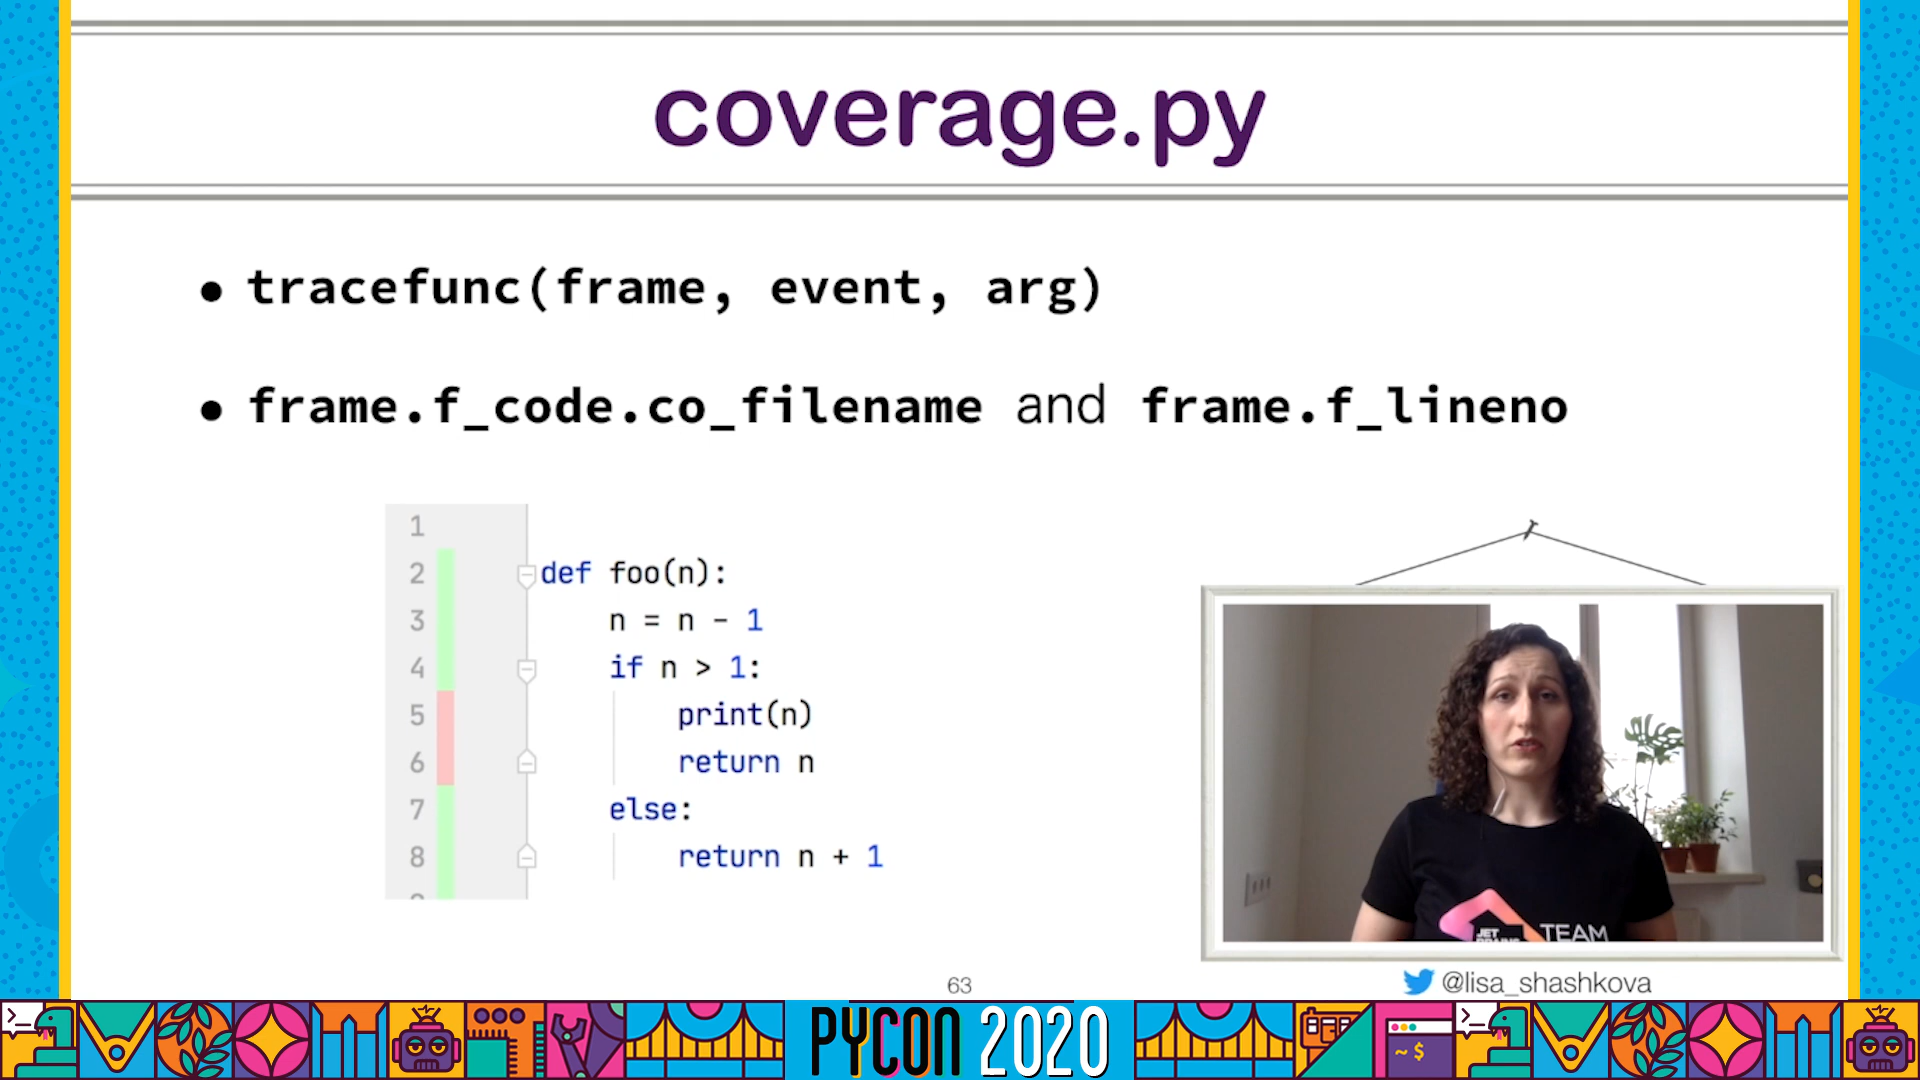 coverage.py
• tracefunc(frame, event, arg)
• frame.f_code.co_filename and frame.f_lineno
1
2 def foo(n):
3 n = n - 1
4 if n > 1:
5 print(n)
6 return n
7 else:
8 return n + 1
JET
TEAM
63
@lisa_shashkova
PYCON 2020
~ $